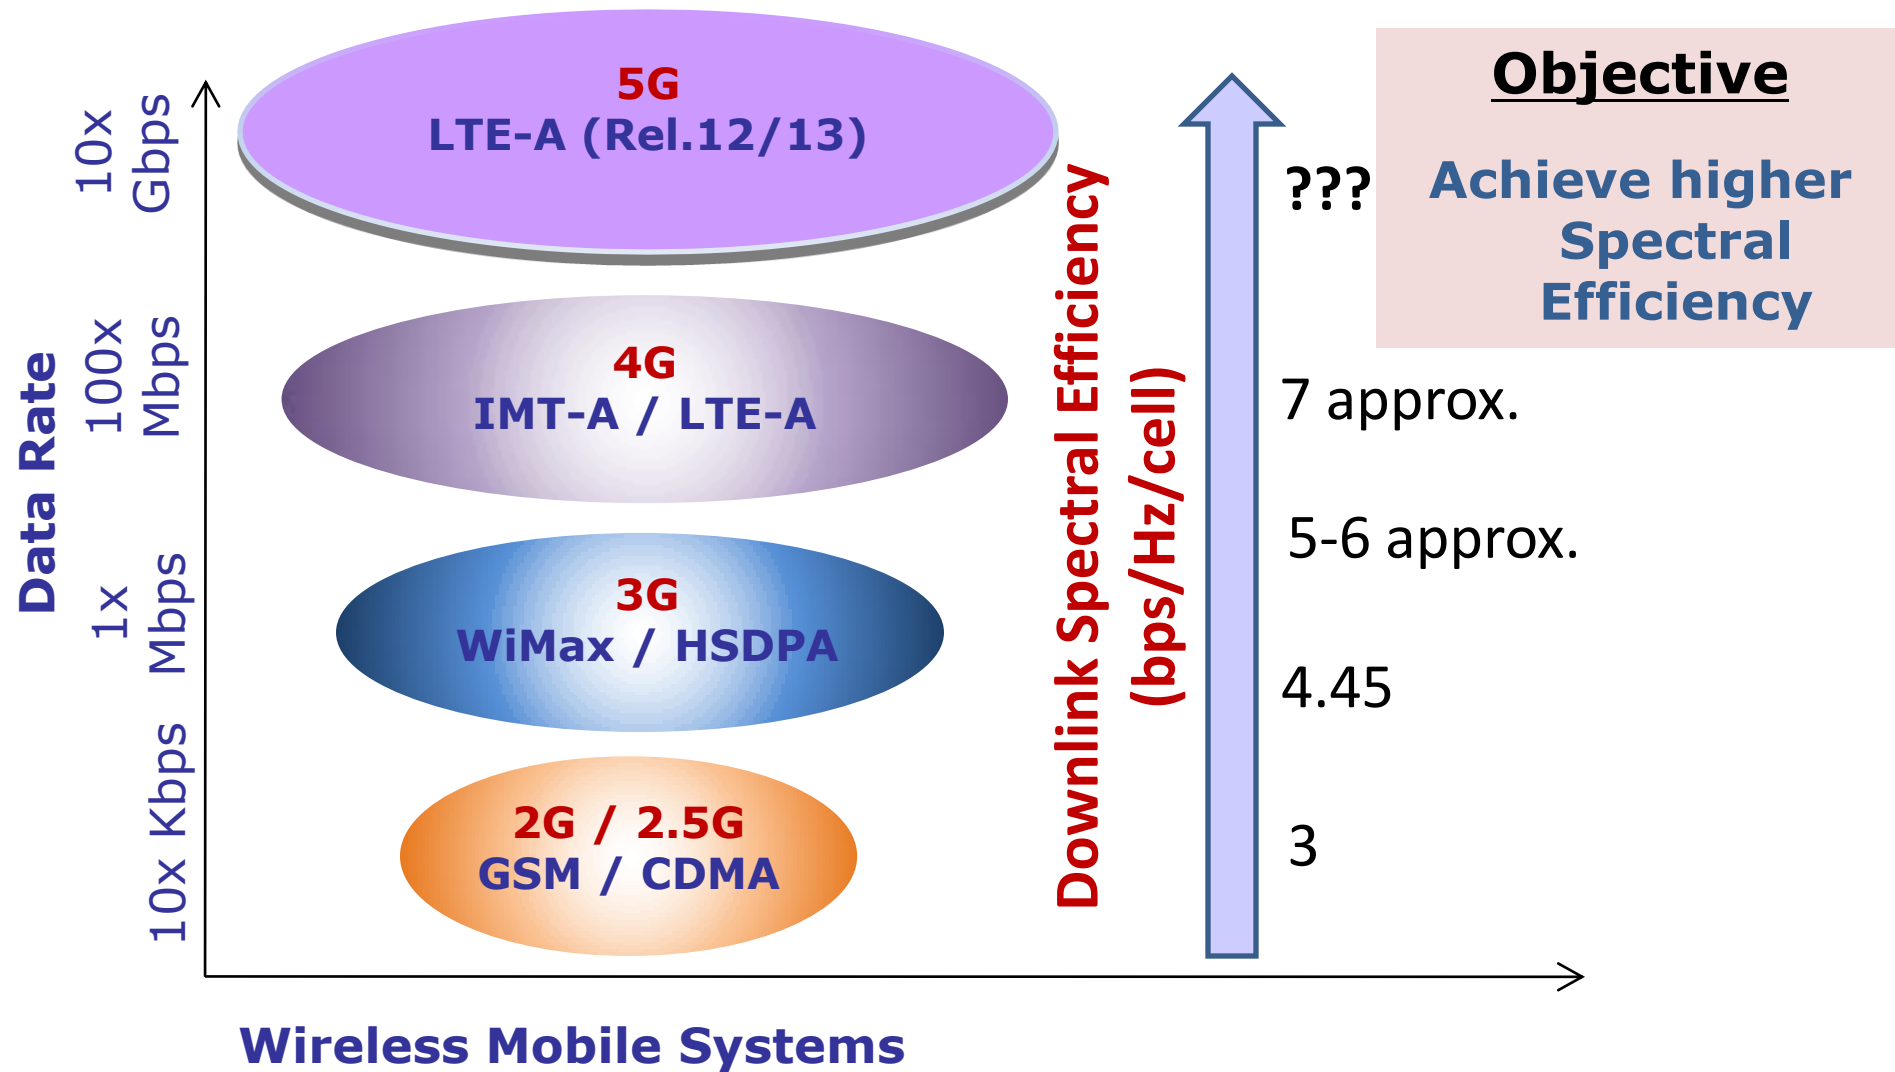 5G
LTE-A (Rel.12/13)
4G
IMT-A / LTE-A
3G
WiMax / HSDPA
2G / 2.5G
GSM / CDMA
Data Rate
10x
Gbps
100x
Mbps
1x
Mbps
10x Kbps
Wireless Mobile Systems
Downlink Spectral Efficiency
(bps/Hz/cell)
???
7 approx.
5-6 approx.
4.45
3
Objective
Achieve higher
Spectral
Efficiency